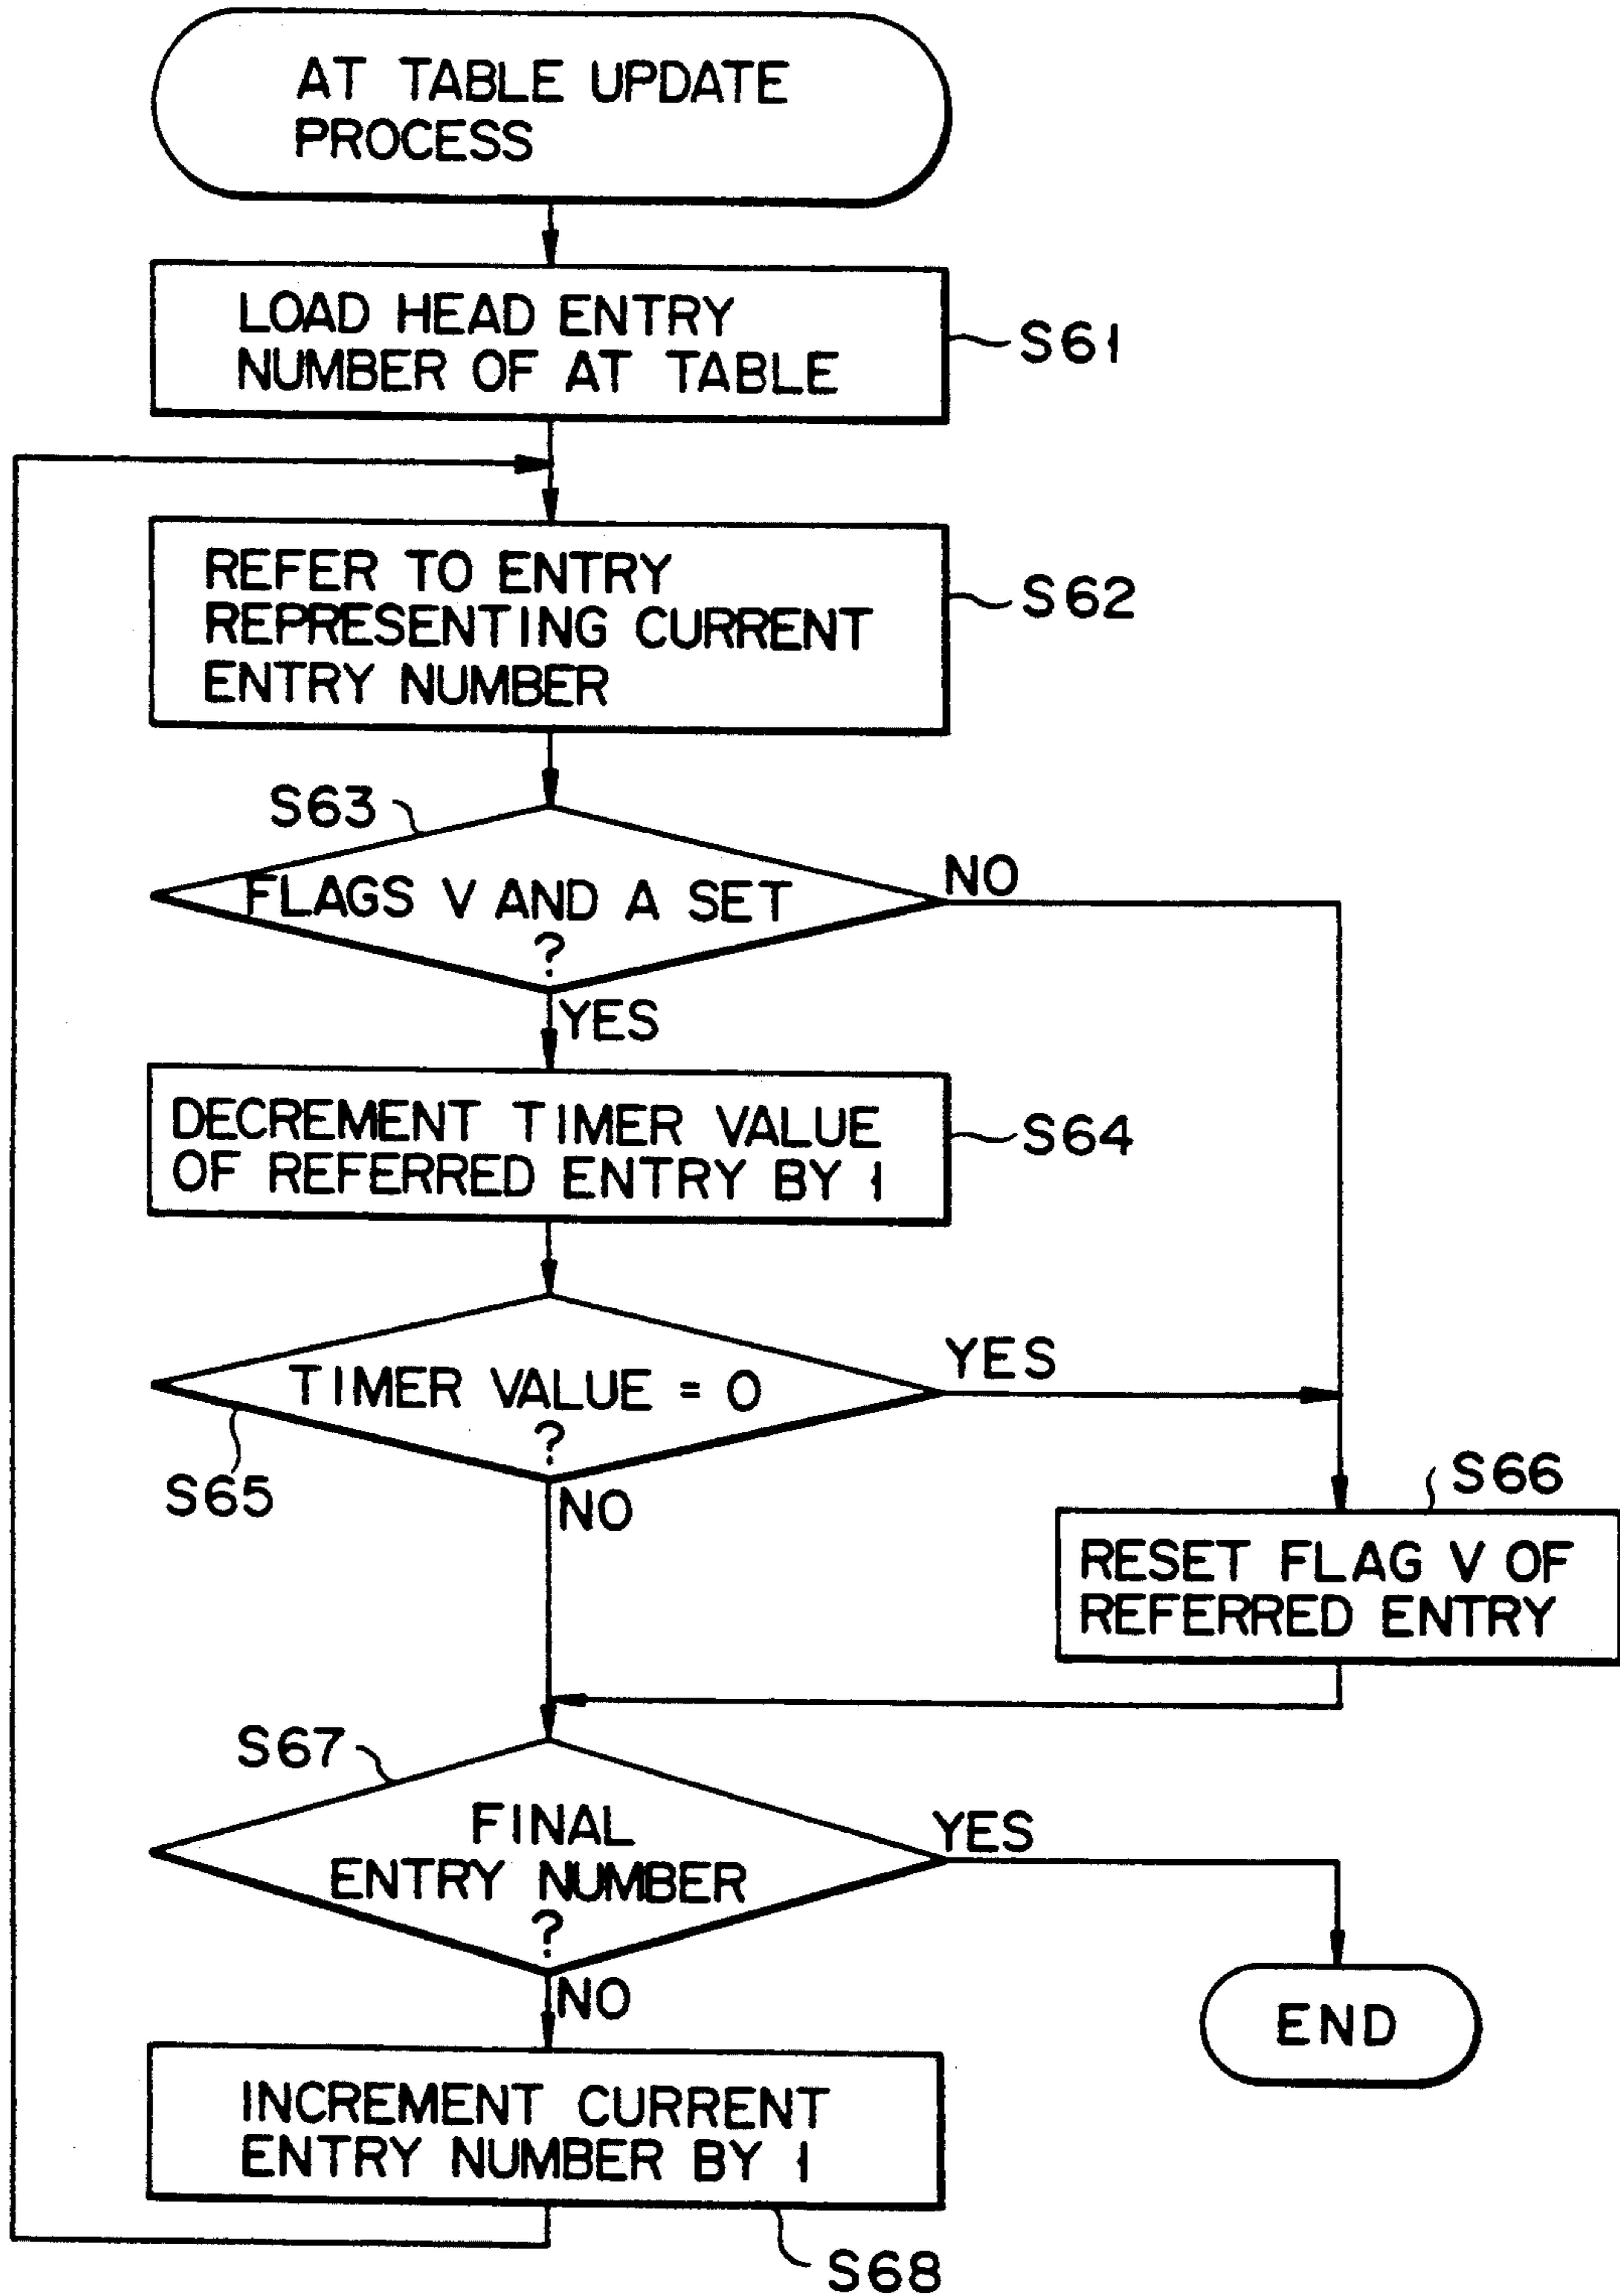 AT TABLE UPDATE
PROCESS
LOAD HEAD ENTRY
NUMBER OF AT TABLE
S61
REFER TO ENTRY
REPRESENTING CURRENT
ENTRY NUMBER
S62
S63
FLAGS V AND A SET
?
NO
YES
DECREMENT TIMER VALUE
OF REFERRED ENTRY BY 1
S64
TIMER VALUE = 0
?
YES
S65
NO
S66
RESET FLAG V OF
REFERRED ENTRY
S67
FINAL
ENTRY NUMBER
?
YES
NO
END
INCREMENT CURRENT
ENTRY NUMBER BY 1
S68